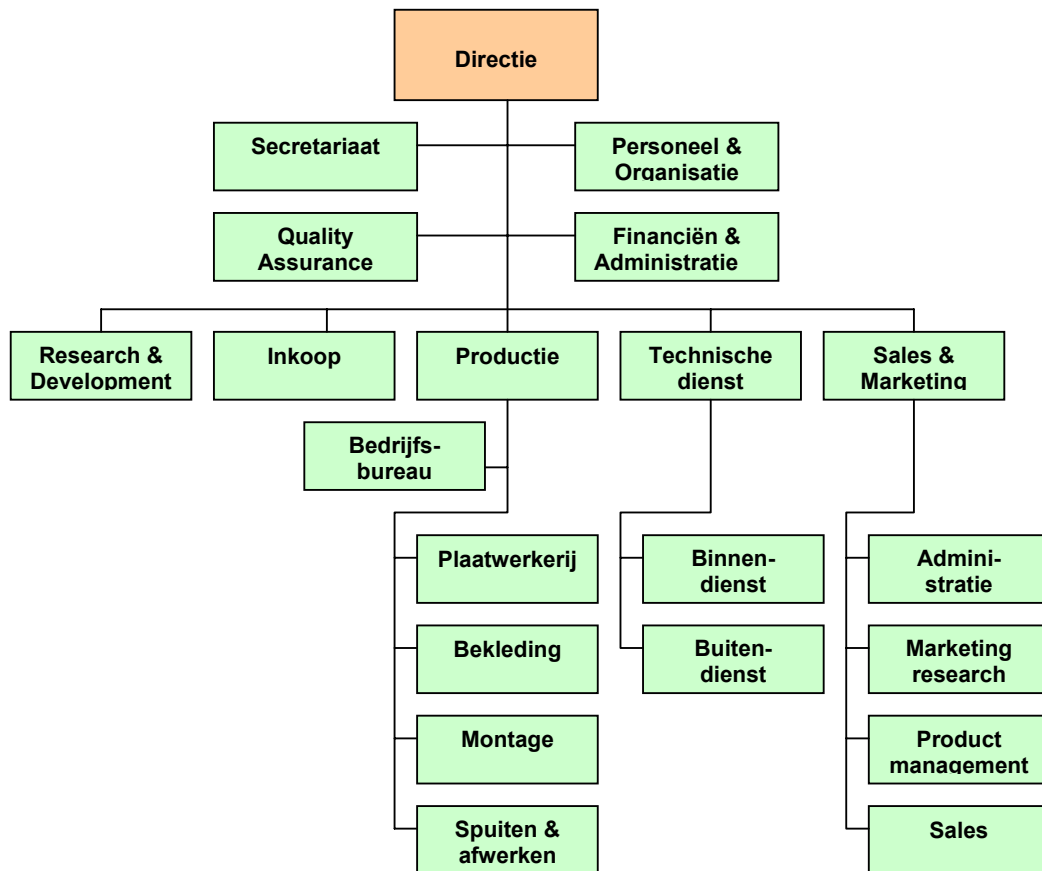 Directie
Secretariaat
Personeel &
Organisatie
Quality
Assurance
Financiën &
Administratie
Research &
Development
Inkoop
Productie
Technische
dienst
Sales &
Marketing
Bedrijfs-
bureau
Plaatwerkerij
Bekleding
Montage
Spuiten &
afwerken
Binnen-
dienst
Buiten-
dienst
Admini-
stratie
Marketing
research
Product
management
Sales